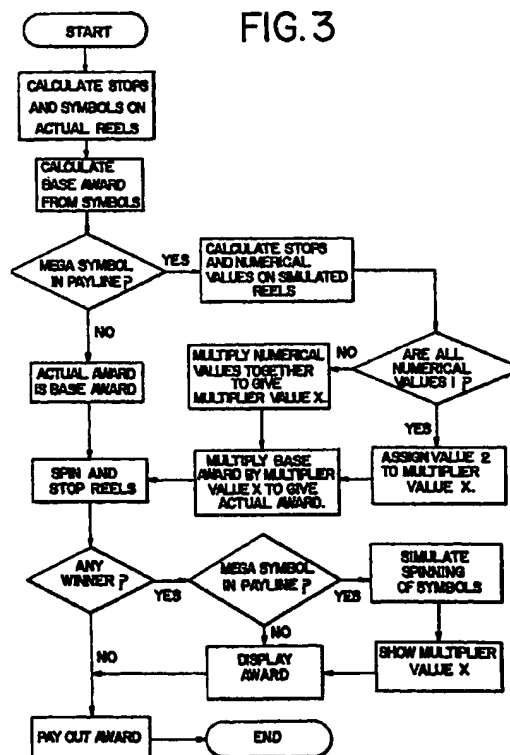 FIG. 3
START
CALCULATE STOPS
AND SYMBOLS ON
ACTUAL REELS
CALCULATE
BASE AWARD
FROM SYMBOLS
MEGA SYMBOL
IN PAYLINE?
YES
CALCULATE STOPS
AND NUMERICAL
VALUES ON SIMULATED
REELS
NO
ARE ALL
NUMERICAL
VALUES 1?
NO
MULTIPLY NUMERICAL
VALUES TOGETHER
TO GIVE
MULTIPLIER VALUE X.
YES
ACTUAL AWARD
IS BASE AWARD
ASSIGN VALUE 2
TO MULTIPLIER
VALUE X.
MULTIPLY BASE
AWARD BY MULTIPLIER
VALUE X TO GIVE
ACTUAL AWARD.
SPIN AND
STOP REELS
ANY
WINNER?
YES
MEGA SYMBOL
IN PAYLINE?
YES
SIMULATE
SPINNING
OF SYMBOLS
NO
NO
SHOW MULTIPLIER
VALUE X
DISPLAY
AWARD
PAY OUT AWARD
END